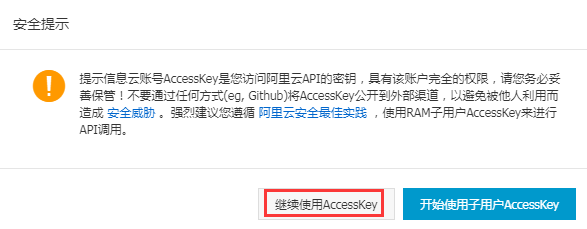 安全提示
提示信息云账号AccessKey是您访问阿里云API的密钥，具有该账户完全的权限，请您务必妥
善保管！不要通过任何方式(eg, Github)将AccessKey公开到外部渠道，以避免被他人利用而
造成 安全威胁 。强烈建议您遵循 阿里云安全最佳实践 ，使用RAM子用户AccessKey来进行
API调用。
继续使用AccessKey
开始使用子用户AccessKey